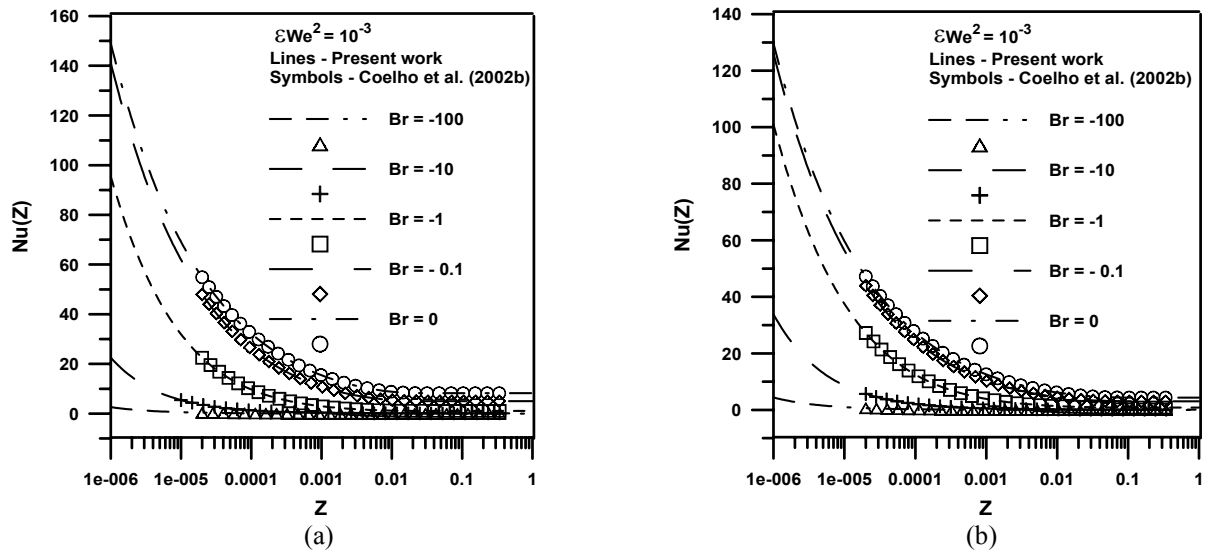 160
140
120
100
80
60
40
20
0
Nu(Z)
εWe² = 10⁻³
Lines - Present work
Symbols - Coelho et al. (2002b)
Br = -100
Br = -10
Br = -1
Br = - 0.1
Br = 0
1e-006 1e-005 0.0001 0.001 0.01 0.1 1
Z
(a)
140
120
100
80
60
40
20
0
Nu(Z)
εWe² = 10⁻³
Lines - Present work
Symbols - Coelho et al. (2002b)
Br = -100
Br = -10
Br = -1
Br = - 0.1
Br = 0
1e-006 1e-005 0.0001 0.001 0.01 0.1 1
Z
(b)